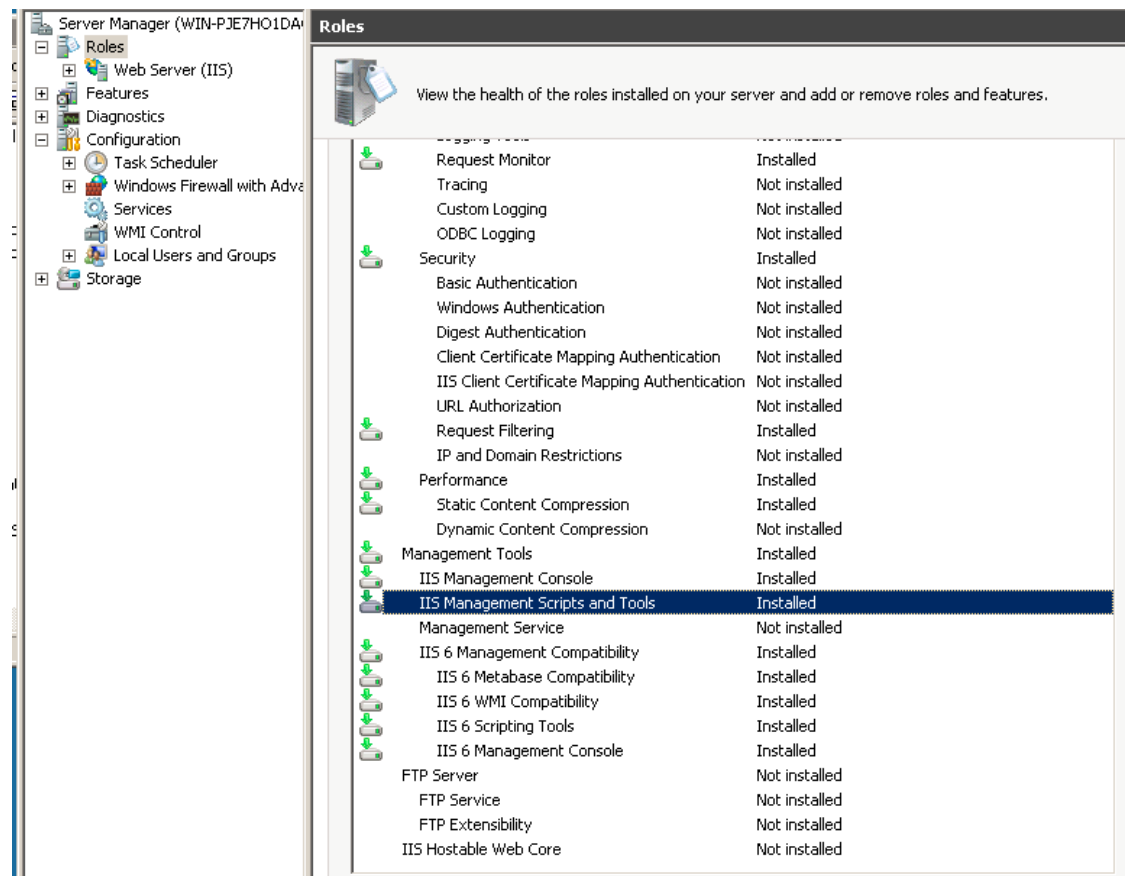 Server Manager (WIN-PJE7HO1DA
Roles
Web Server (IIS)
Features
Diagnostics
Configuration
Task Scheduler
Windows Firewall with Adva
Services
WMI Control
Local Users and Groups
Storage
Roles
View the health of the roles installed on your server and add or remove roles and features.
Request Monitor Installed
Tracing Not installed
Custom Logging Not installed
ODBC Logging Not installed
Security Installed
Basic Authentication Not installed
Windows Authentication Not installed
Digest Authentication Not installed
Client Certificate Mapping Authentication Not installed
IIS Client Certificate Mapping Authentication Not installed
URL Authorization Not installed
Request Filtering Installed
IP and Domain Restrictions Not installed
Performance Installed
Static Content Compression Installed
Dynamic Content Compression Not installed
Management Tools Installed
IIS Management Console Installed
IIS Management Scripts and Tools Installed
Management Service Not installed
IIS 6 Management Compatibility Installed
IIS 6 Metabase Compatibility Installed
IIS 6 WMI Compatibility Installed
IIS 6 Scripting Tools Installed
IIS 6 Management Console Installed
FTP Server Not installed
FTP Service Not installed
FTP Extensibility Not installed
IIS Hostable Web Core Not installed